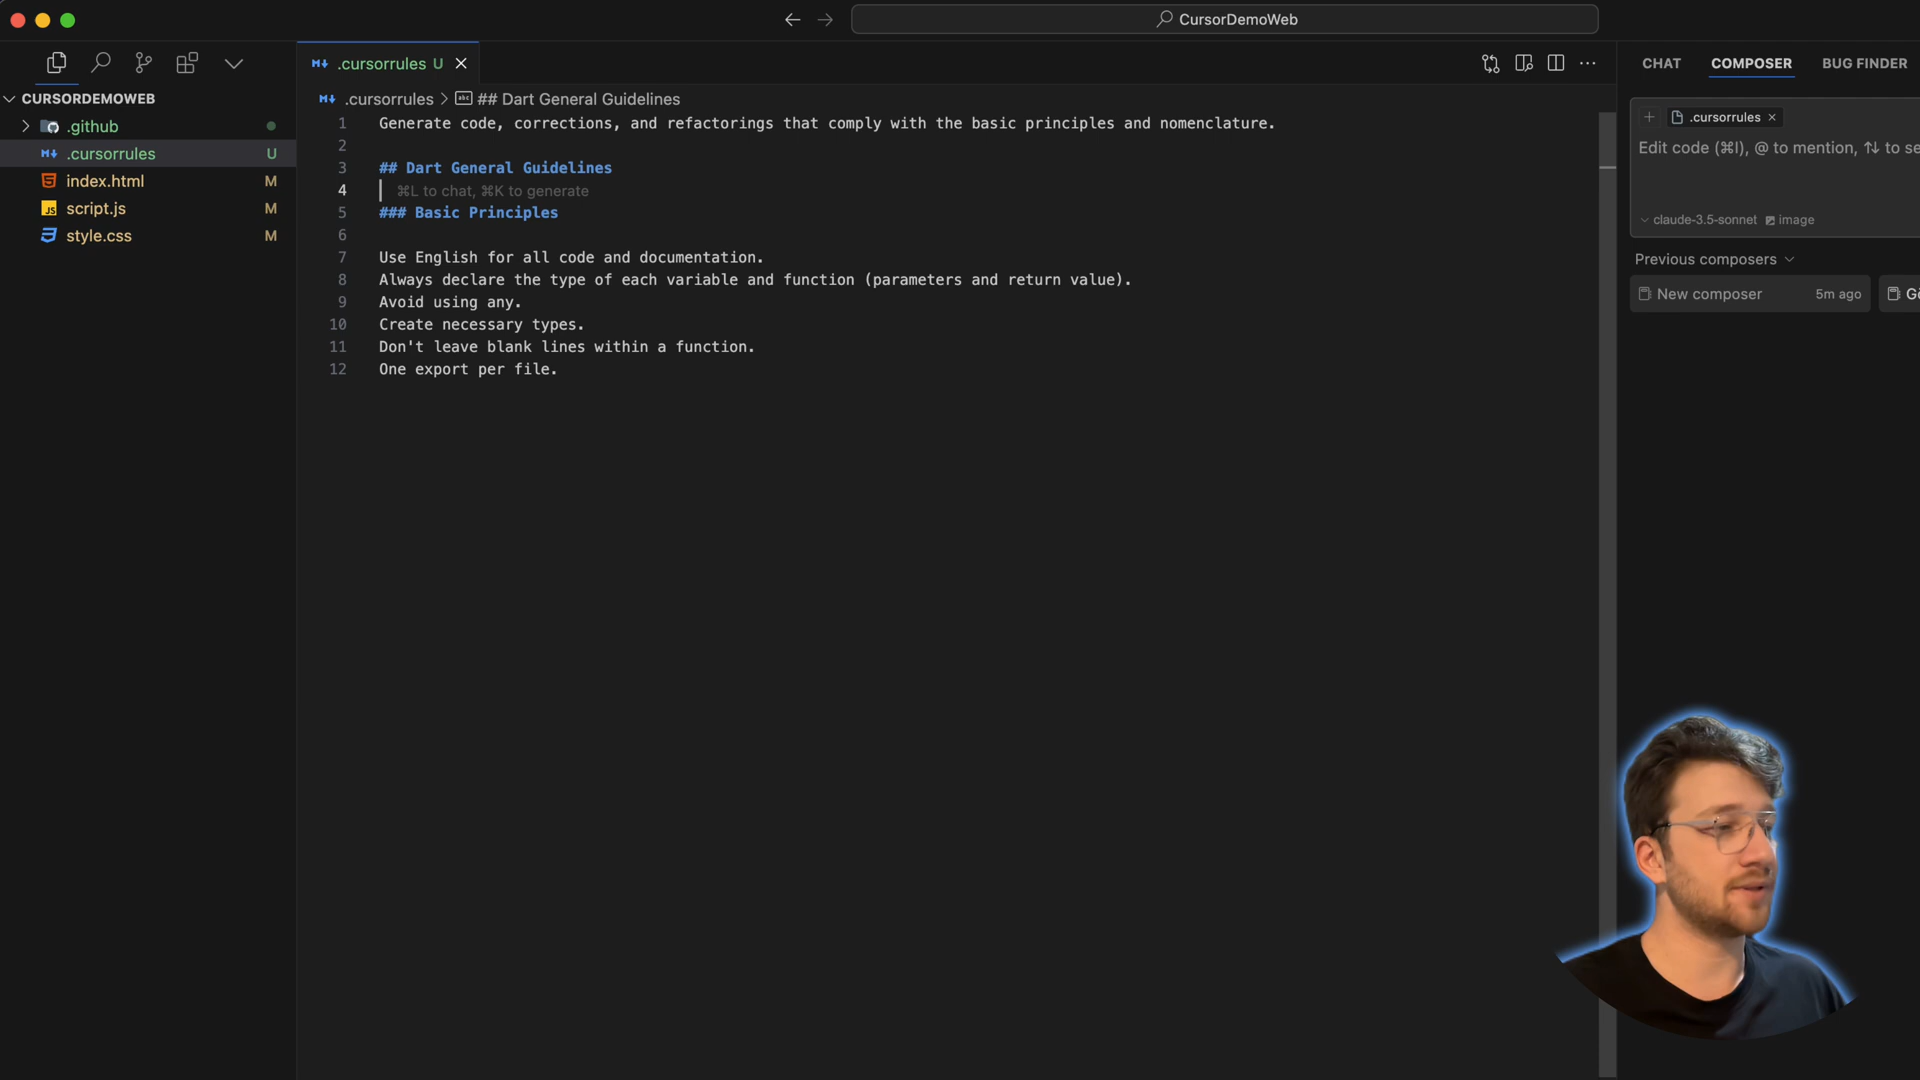 CursorDemoWeb
.cursorrules U
CHAT COMPOSER BUG FINDER
CURSORDEMOWEB
.github
.cursorrules U
index.html M
script.js M
style.css M
.cursorrules > ## Dart General Guidelines
1 Generate code, corrections, and refactorings that comply with the basic principles and nomenclature.
2
3 ## Dart General Guidelines
4 ⌘L to chat, ⌘K to generate
5 ### Basic Principles
6
7 Use English for all code and documentation.
8 Always declare the type of each variable and function (parameters and return value).
9 Avoid using any.
10 Create necessary types.
11 Don't leave blank lines within a function.
12 One export per file.
+ .cursorrules ×
Edit code (⌘I), @ to mention, ⇅ to se
claude-3.5-sonnet image
Previous composers
New composer 5m ago